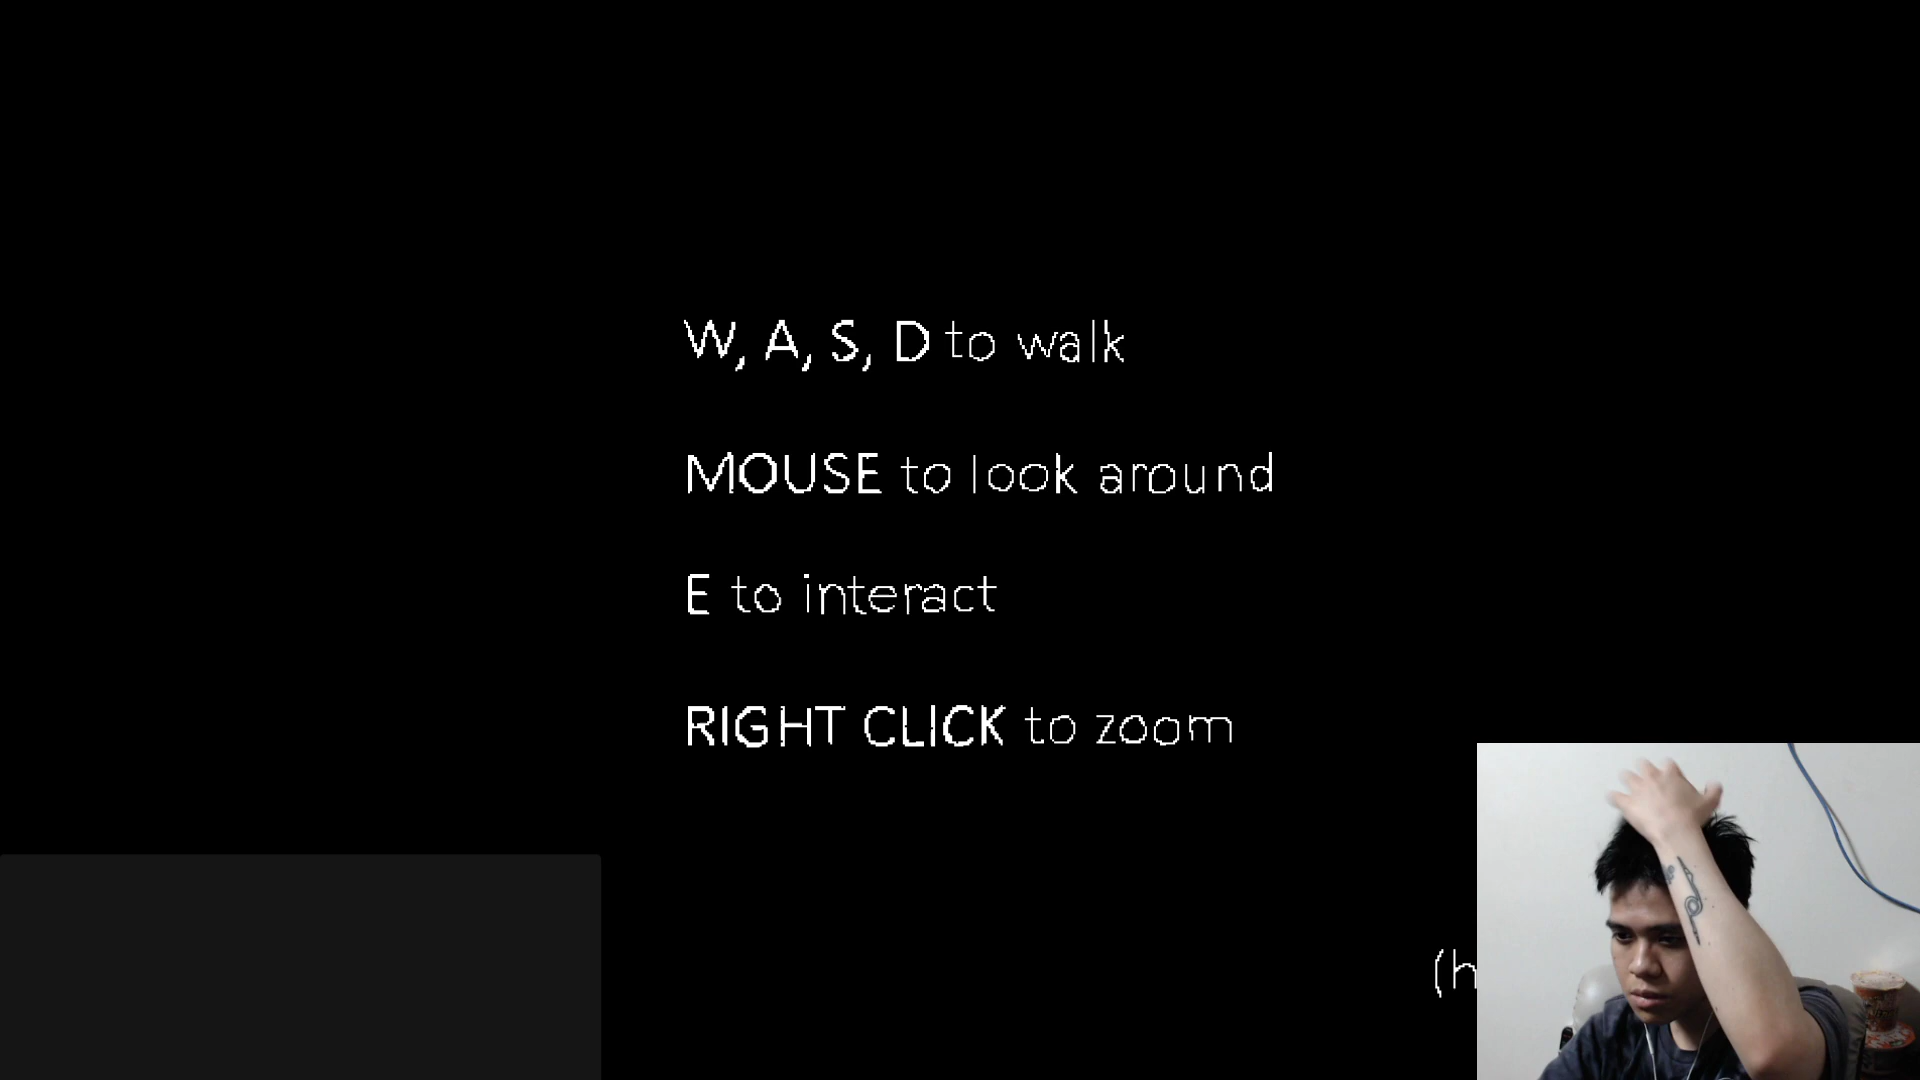 W, A, S, D to walk
MOUSE to look around
E to interact
RIGHT CLICK to zoom